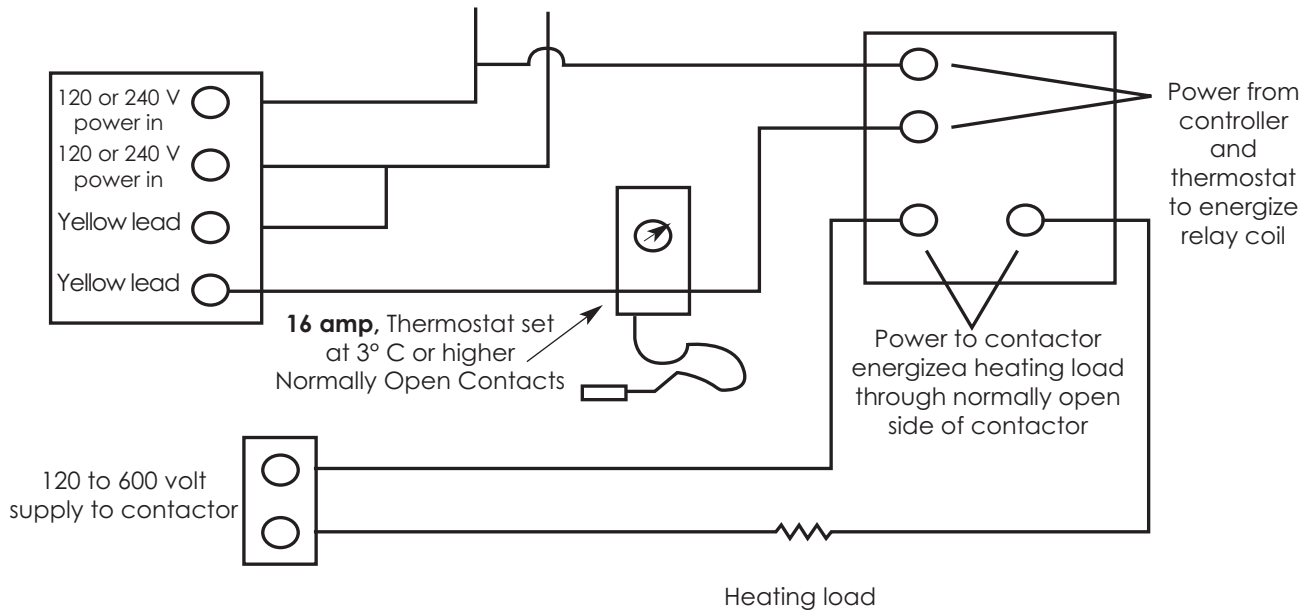 120 or 240 V
power in
120 or 240 V
power in
Yellow lead
Yellow lead
Power from
controller
and
thermostat
to energize
relay coil
16 amp, Thermostat set
at 3° C or higher
Normally Open Contacts
Power to contactor
energizea heating load
through normally open
side of contactor
120 to 600 volt
supply to contactor
Heating load